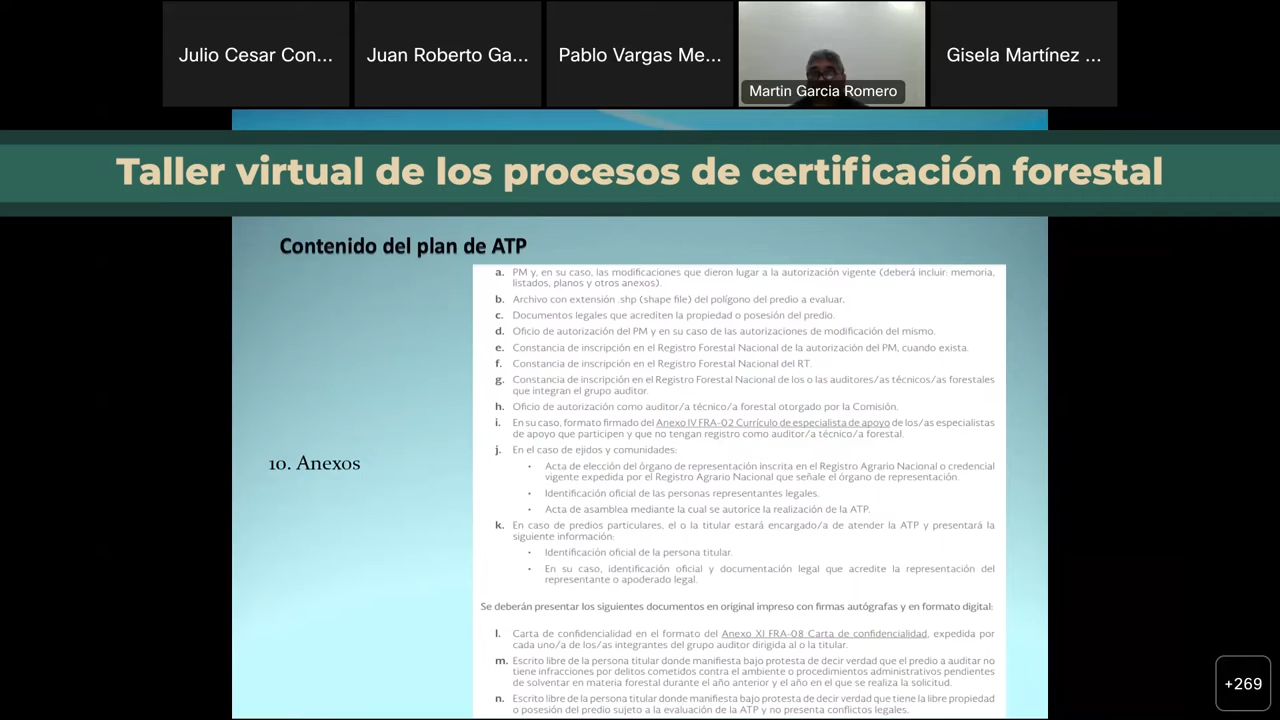 Julio Cesar Con...
Juan Roberto Ga...
Pablo Vargas Me...
Martin Garcia Romero
Gisela Martínez ...
Taller virtual de los procesos de certificación forestal
Contenido del plan de ATP
10. Anexos
a. PM y, en su caso, las modificaciones que dieron lugar a la autorización vigente (deberá incluir: memoria,
listados, planos y otros anexos).
b. Archivo con extensión .shp (shape file) del polígono del predio a evaluar.
c. Documentos legales que acrediten la propiedad o posesión del predio.
d. Oficio de autorización del PM y en su caso de las autorizaciones de modificación del mismo.
e. Constancia de inscripción en el Registro Forestal Nacional de la autorización del PM, cuando exista.
f. Constancia de inscripción en el Registro Forestal Nacional del RT.
g. Constancia de inscripción en el Registro Forestal Nacional de los o las auditores/as técnicos/as forestales
que integran el grupo auditor.
h. Oficio de autorización como auditor/a técnico/a forestal otorgado por la Comisión.
i. En su caso, formato firmado del Anexo IV FRA-02 Currículo de especialista de apoyo de los/as especialistas
de apoyo que participen y que no tengan registro como auditor/a técnico/a forestal.
j. En el caso de ejidos y comunidades:
• Acta de elección del órgano de representación inscrita en el Registro Agrario Nacional o credencial
vigente expedida por el Registro Agrario Nacional que señale el órgano de representación.
• Identificación oficial de las personas representantes legales.
• Acta de asamblea mediante la cual se autorice la realización de la ATP.
k. En caso de predios particulares, el o la titular estará encargado/a de atender la ATP y presentará la
siguiente información:
• Identificación oficial de la persona titular.
• En su caso, identificación oficial y documentación legal que acredite la representación del
representante o apoderado legal.
Se deberán presentar los siguientes documentos en original impreso con firmas autógrafas y en formato digital:
l. Carta de confidencialidad en el formato del Anexo XI FRA-08 Carta de confidencialidad, expedida por
cada uno/a de los/as integrantes del grupo auditor dirigida al o la titular.
m. Escrito libre de la persona titular donde manifiesta bajo protesta de decir verdad que el predio a auditar no
tiene infracciones por delitos cometidos contra el ambiente o procedimientos administrativos pendientes
de solventar en materia forestal durante el año anterior y el año en el que se realiza la solicitud.
n. Escrito libre de la persona titular donde manifiesta bajo protesta de decir verdad que tiene la libre propiedad
o posesión del predio sujeto a la evaluación de la ATP y no presenta conflictos legales.
+269